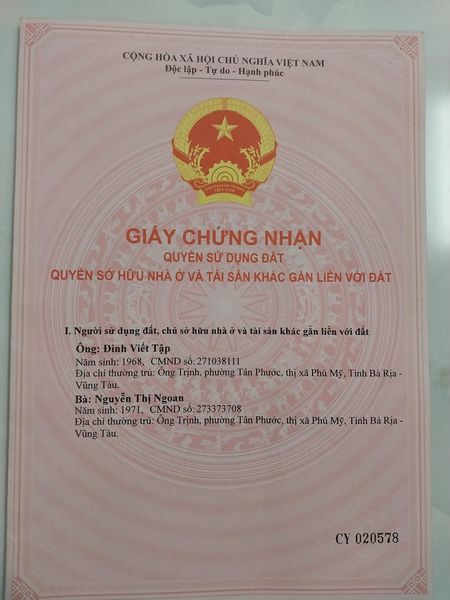 CỘNG HÒA XÃ HỘI CHỦ NGHĨA VIỆT NAM
Độc lập - Tự do - Hạnh phúc
VIỆT NAM
GIẤY CHỨNG NHẬN
QUYỀN SỬ DỤNG ĐẤT
QUYỀN SỞ HỮU NHÀ Ở VÀ TÀI SẢN KHÁC GẮN LIỀN VỚI ĐẤT
I. Người sử dụng đất, chủ sở hữu nhà ở và tài sản khác gắn liền với đất
Ông: Đinh Viết Tập
Năm sinh: 1968, CMND số: 271038111
Địa chỉ thường trú: Ông Trịnh, phường Tân Phước, thị xã Phú Mỹ, Tỉnh Bà Rịa -
Vũng Tàu.
Bà: Nguyễn Thị Ngoan
Năm sinh: 1971, CMND số: 273373708
Địa chỉ thường trú: Ông Trịnh, phường Tân Phước, thị xã Phú Mỹ, Tỉnh Bà Rịa -
Vũng Tàu.
CY 020578